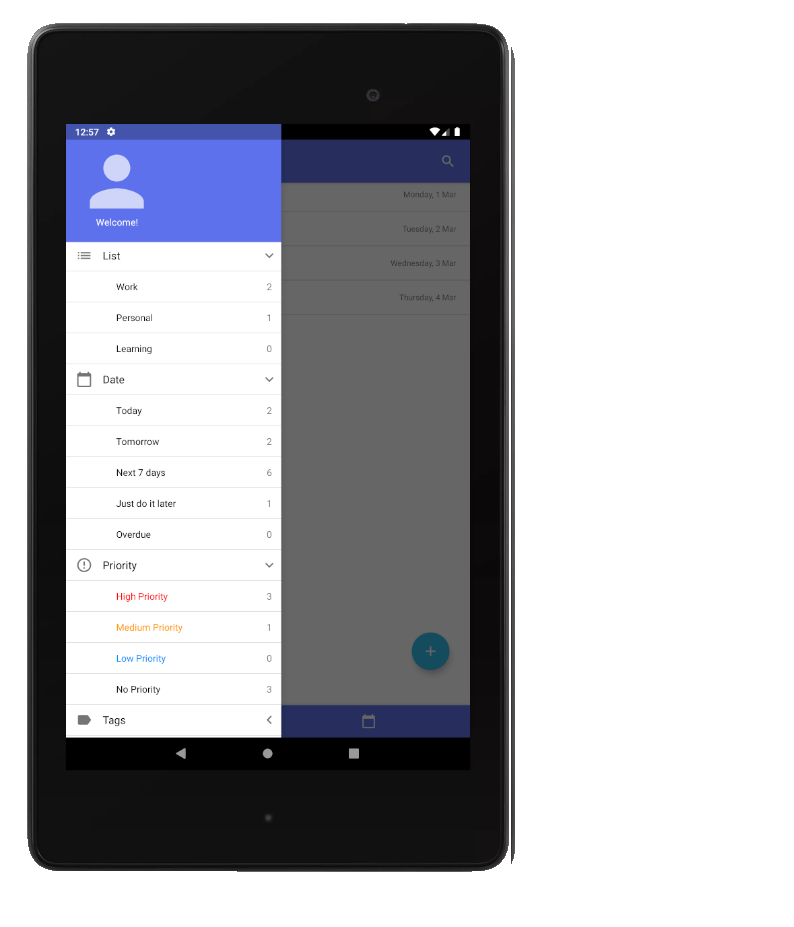 12:57
Welcome!
Monday, 1 Mar
Tuesday, 2 Mar
Wednesday, 3 Mar
Thursday, 4 Mar
List
Work 2
Personal 1
Learning 0
Date
Today 2
Tomorrow 2
Next 7 days 6
Just do it later 1
Overdue 0
Priority
High Priority 3
Medium Priority 1
Low Priority 0
No Priority 3
Tags